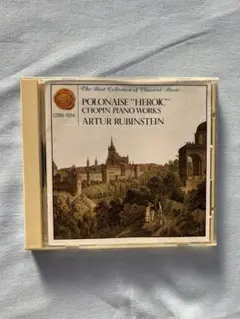 The Best Collection of Classical Music
POLONAISE "HEROIC"
CHOPIN PIANO WORKS
ARTUR RUBINSTEIN